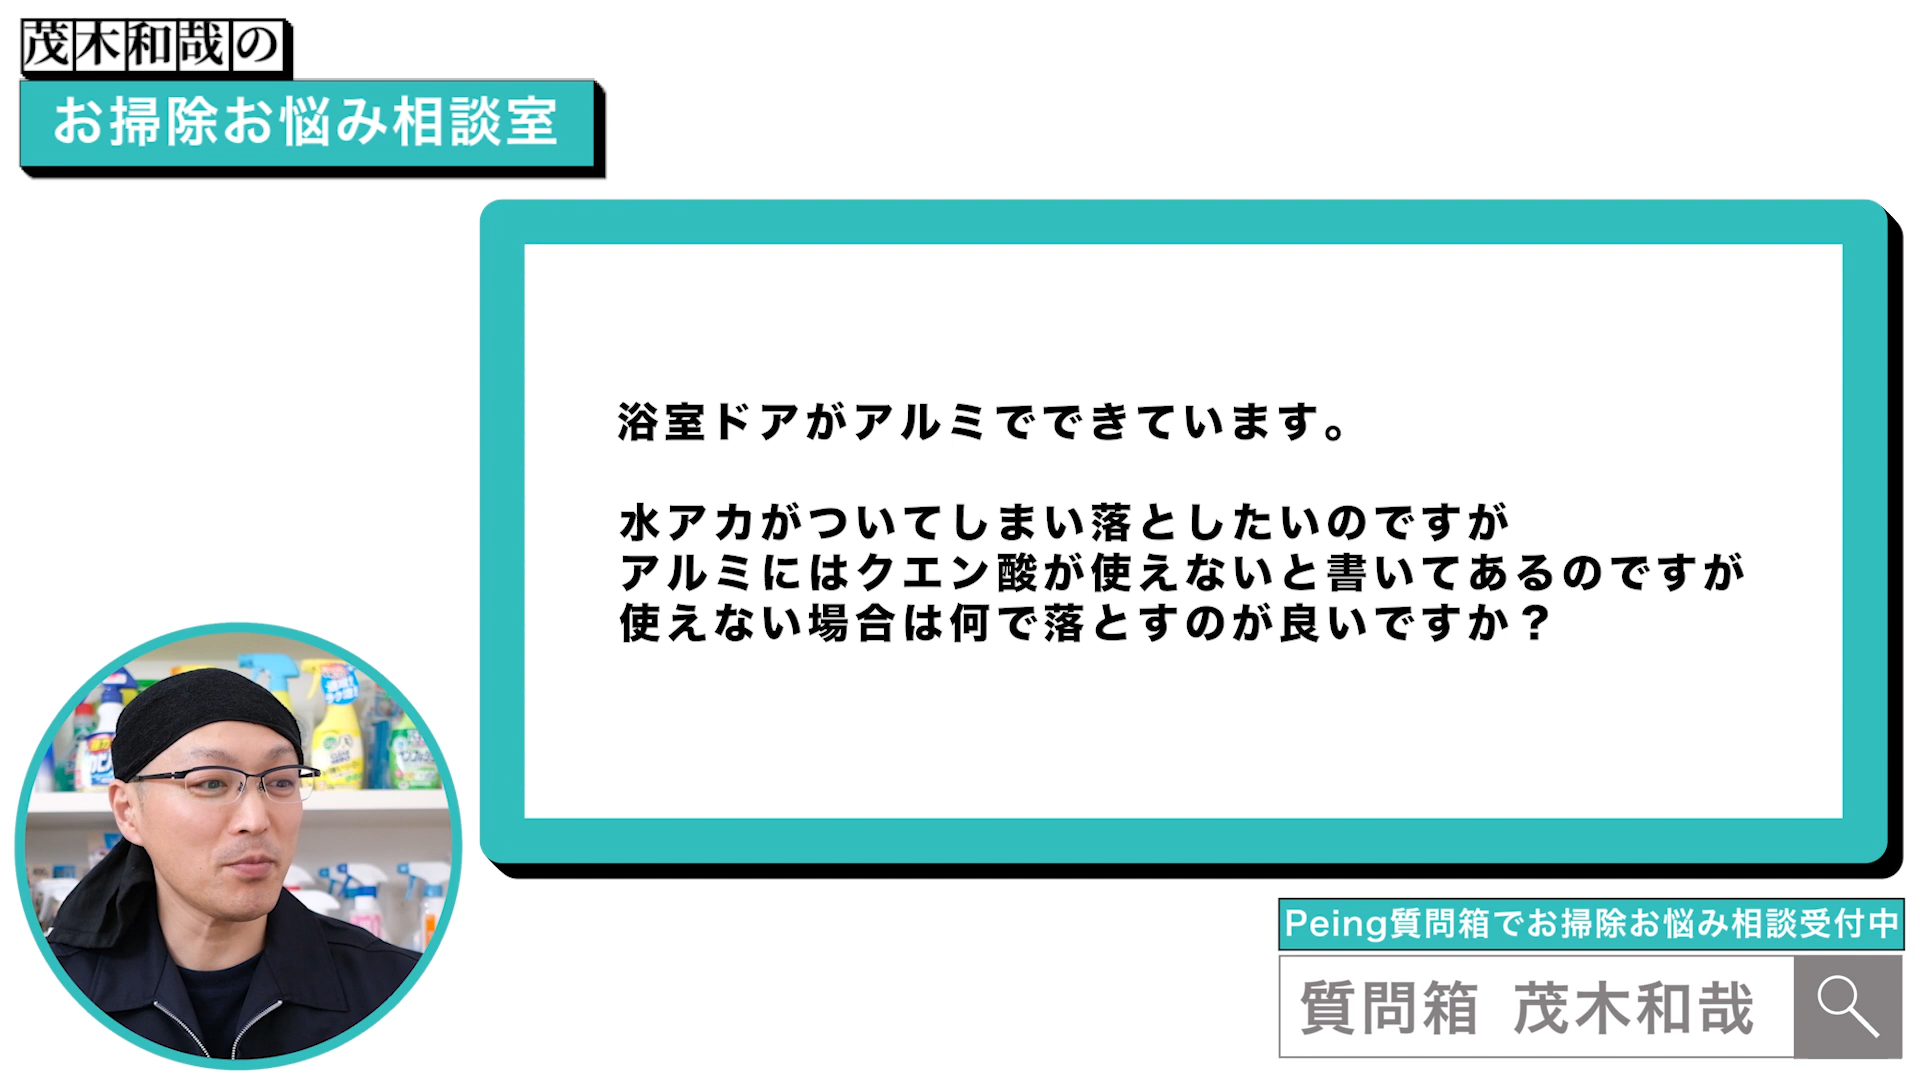 茂木和哉の
お掃除お悩み相談室
浴室ドアがアルミでできています。
水アカがついてしまい落としたいのですが
アルミにはクエン酸が使えないと書いてあるのですが
使えない場合は何で落とすのが良いですか？
Peing質問箱でお掃除お悩み相談受付中
質問箱 茂木和哉